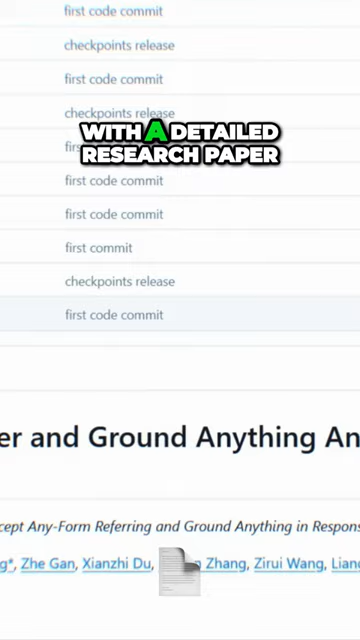 first code commit
checkpoints release
first code commit
checkpoints release
WITH A DETAILED
RESEARCH PAPER
first code commit
first code commit
first commit
checkpoints release
first code commit
er and Ground Anything An
cept Any-Form Referring and Ground Anything in Respons
g*, Zhe Gan, Xianzhi Du, Zhang, Zirui Wang, Lian